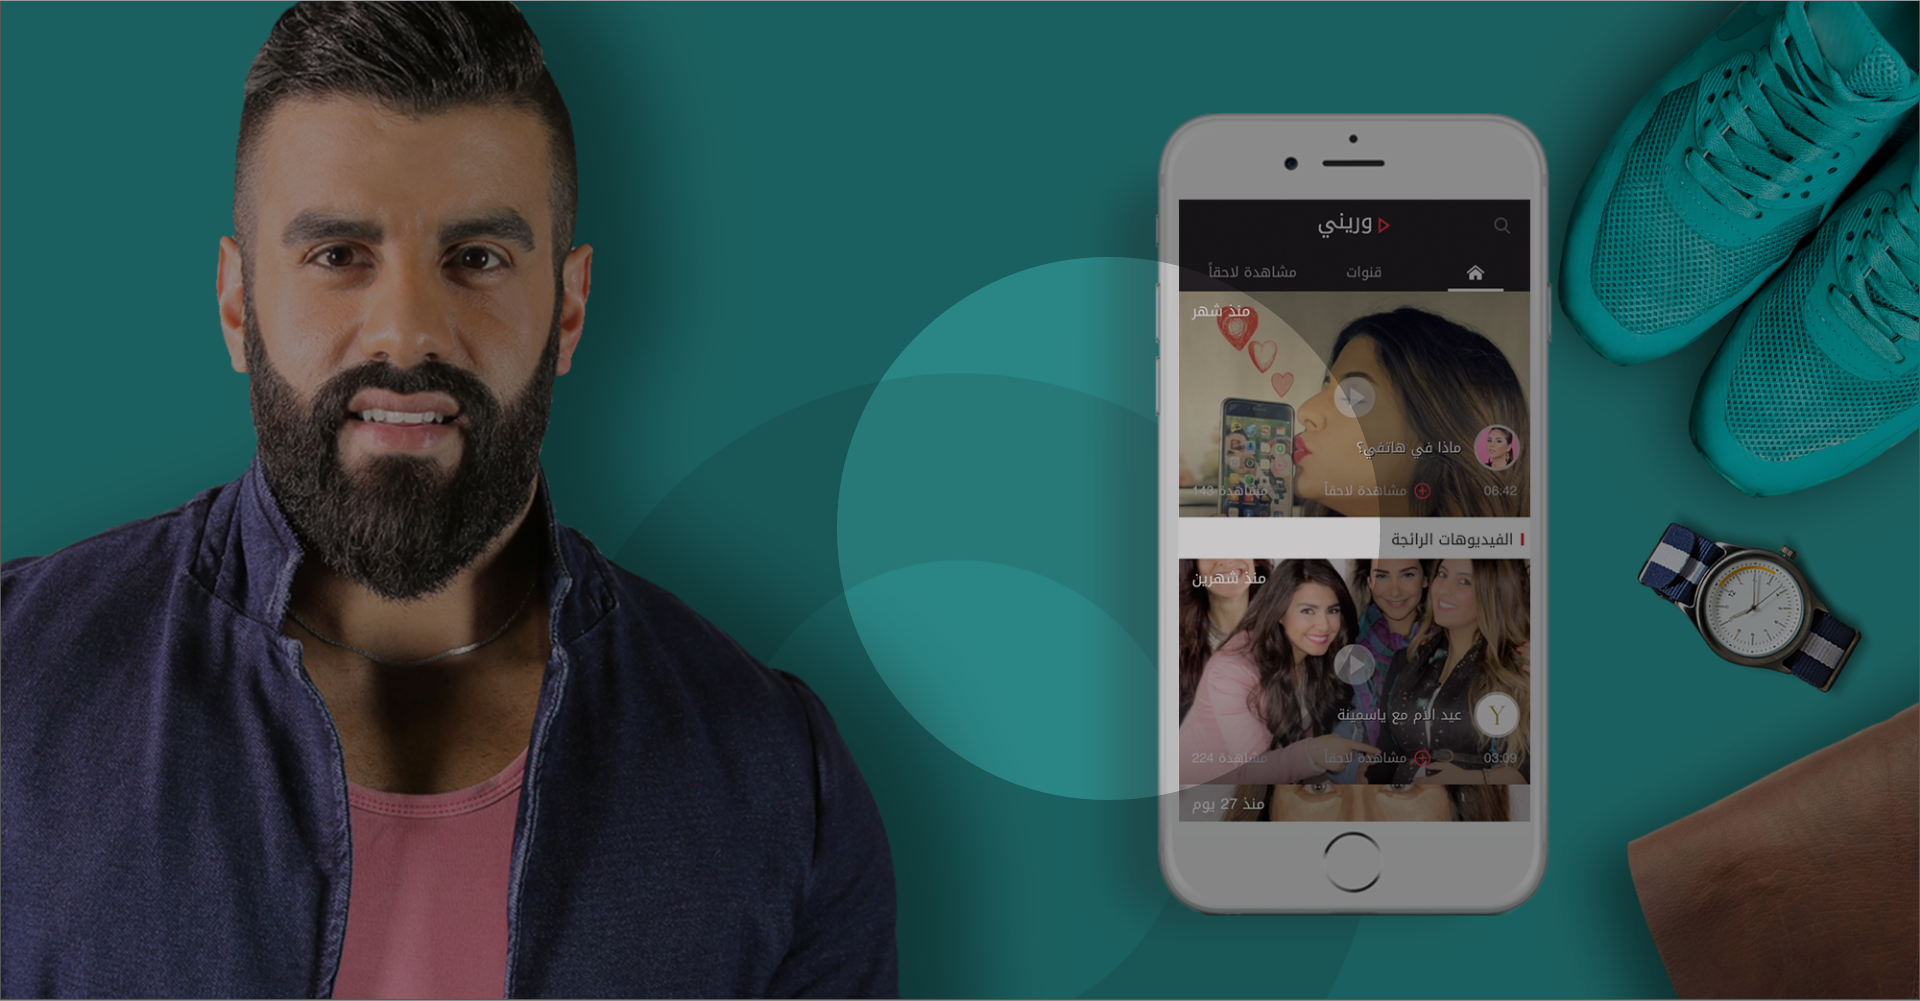 وريني
قنوات
مشاهدة لاحقاً
منذ شهر
ماذا في هاتفي؟
06:42
مشاهدة لاحقاً
143 مشاهدة
الفيديوهات الرائجة
منذ شهرين
عيد الأم مع ياسمينة
Y
03:09
مشاهدة لاحقاً
224 مشاهدة
منذ 27 يوم